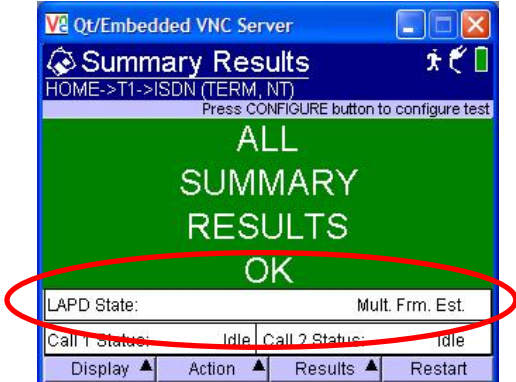 Qt/Embedded VNC Server
Summary Results
HOME->T1->ISDN (TERM, NT)
Press CONFIGURE button to configure test
ALL
SUMMARY
RESULTS
OK
LAPD State: Mult. Frm. Est.
Call 1 Status: Idle Call 2 Status: Idle
Display Action Results Restart